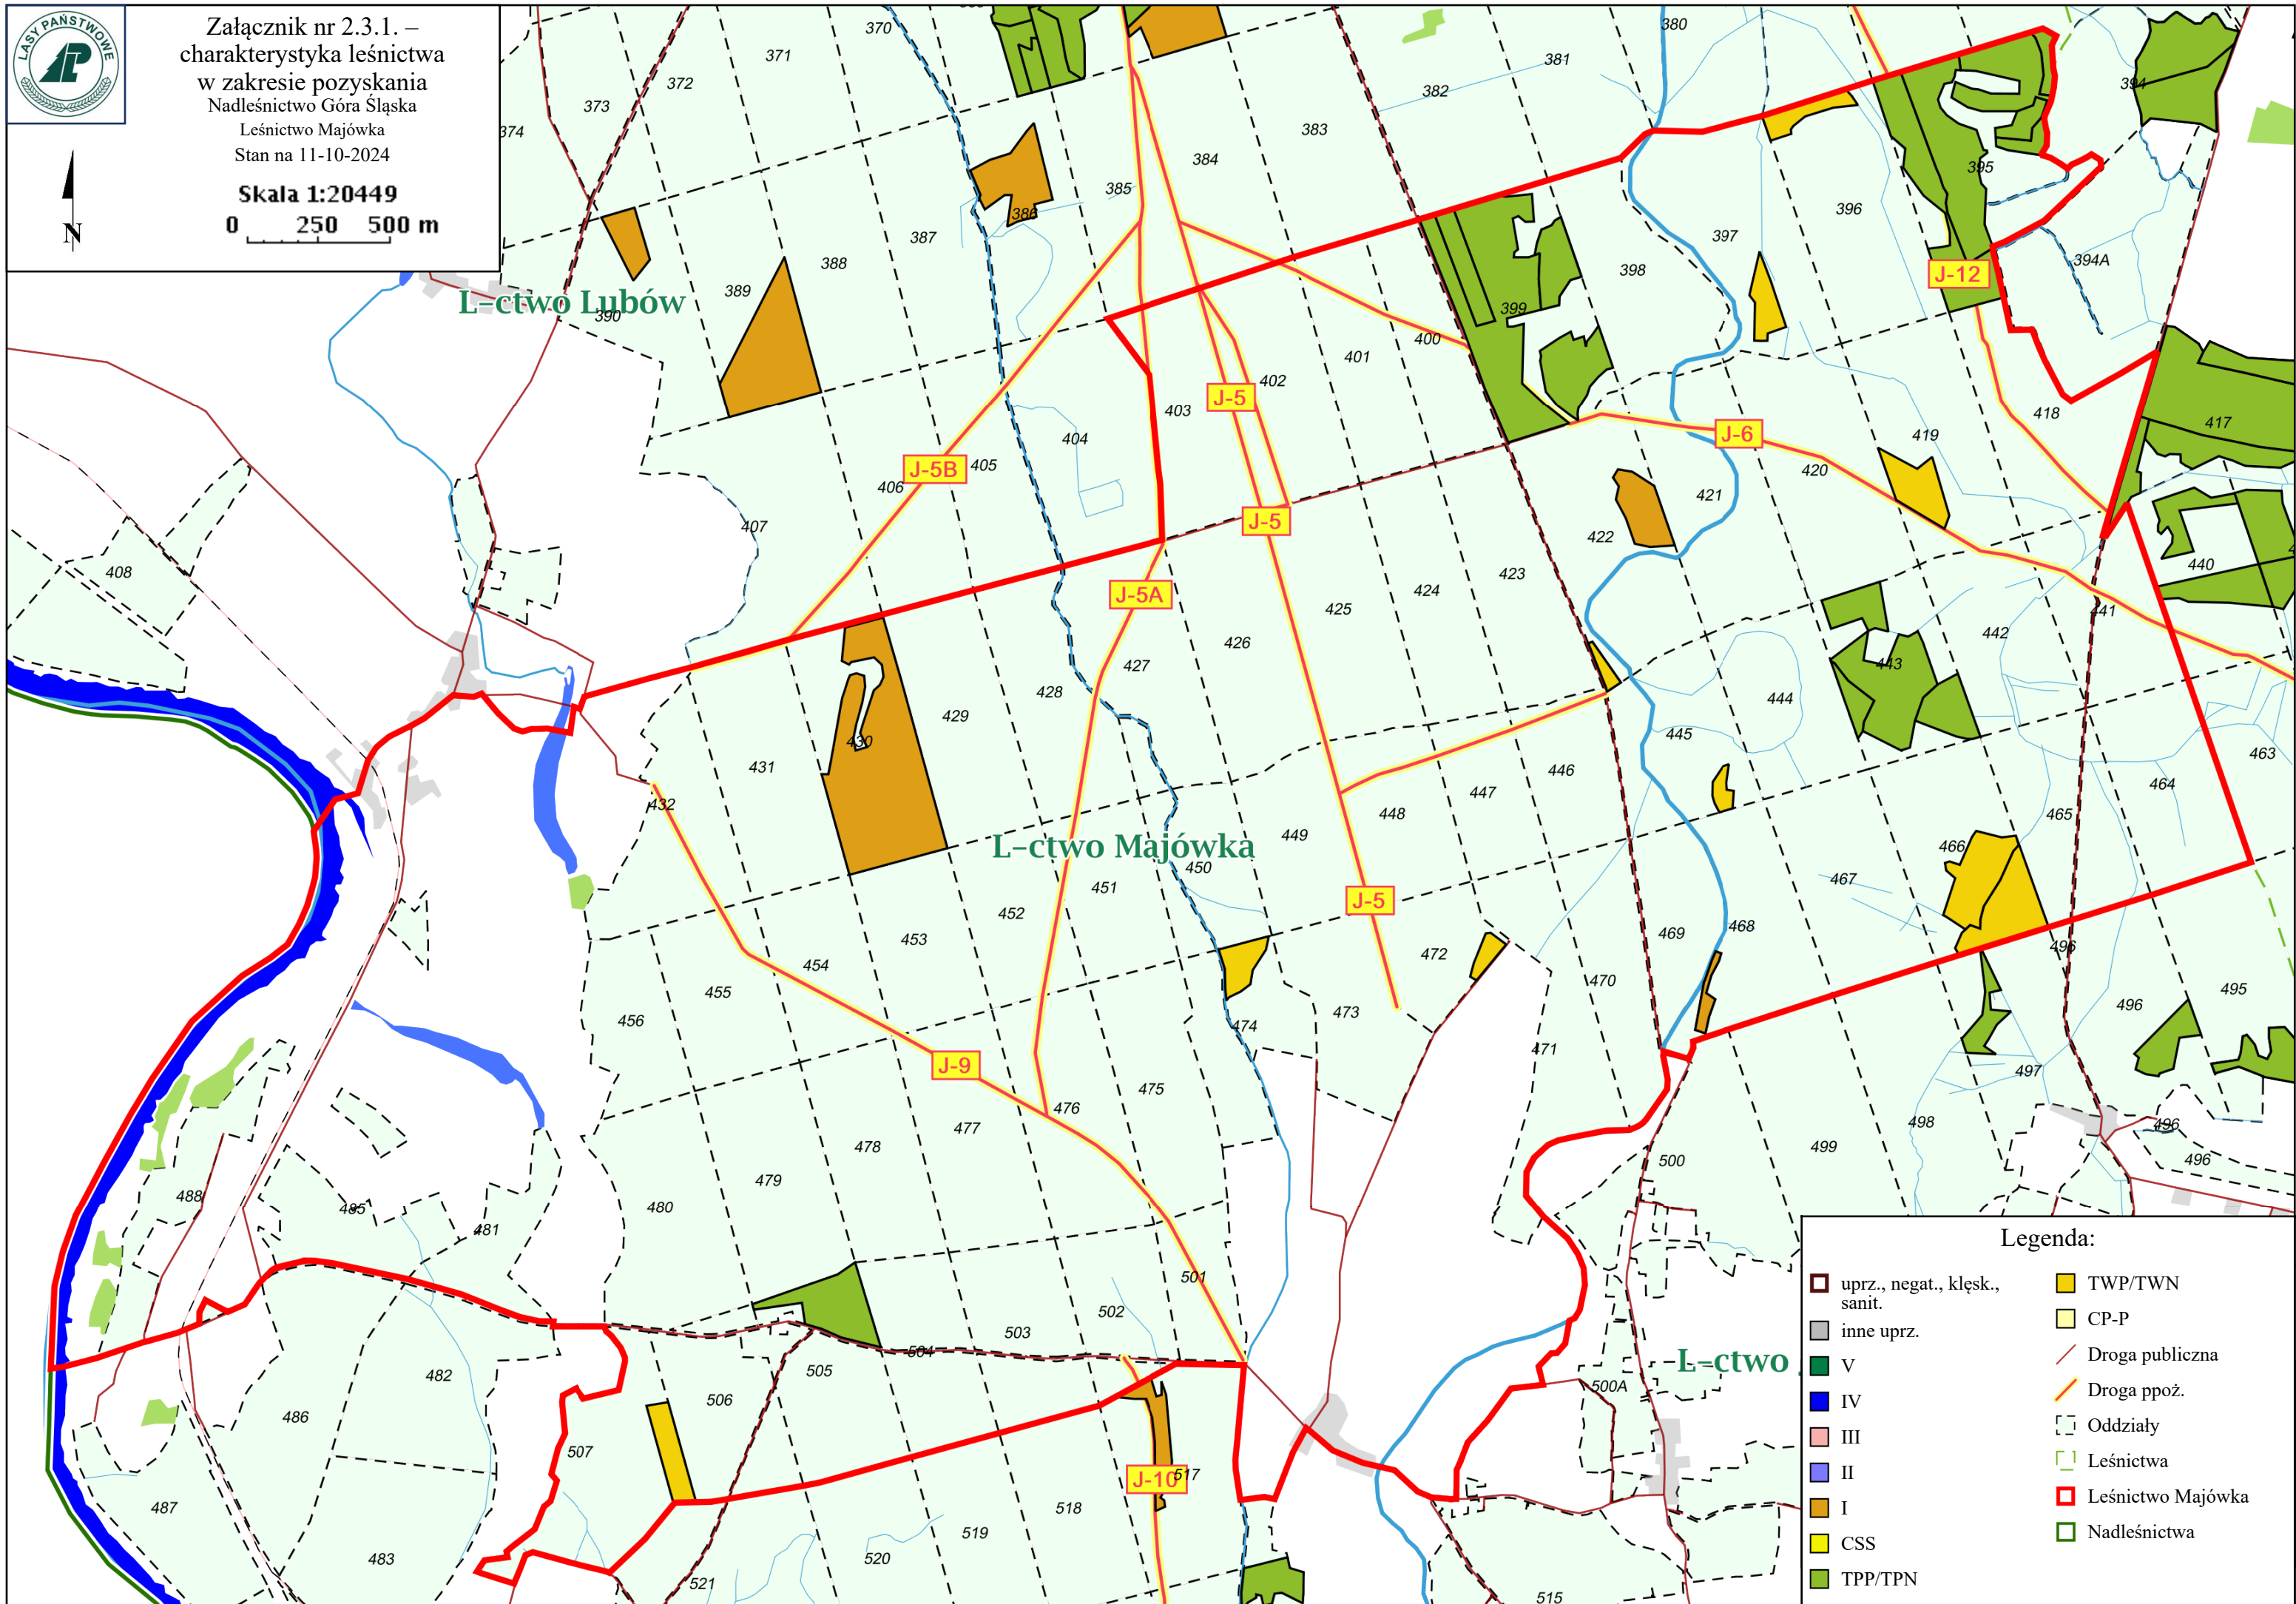 LASY PAŃSTWOWE
Załącznik nr 2.3.1. –
charakterystyka leśnictwa
w zakresie pozyskania
Nadleśnictwo Góra Śląska
Leśnictwo Majówka
Stan na 11-10-2024
Skala 1:20449
0 250 500 m
N
370
380
371
381
372
382
394
373
374
383
384
395
385
396
386
397
387
394A
388
398
J-12
389
L-ctwo Lubów
390
399
400
401
402
J-5
403
418
417
404
J-6
419
J-5B
405
420
406
421
J-5
407
422
440
408
423
J-5A
424
425
441
442
426
427
443
428
444
429
445
430
463
431
446
464
447
432
448
465
449
L-ctwo Majówka
466
450
467
451
J-5
452
468
469
453
496
472
454
470
495
455
496
473
456
474
471
J-9
497
475
476
498
496
477
478
499
496
500
479
488
480
485
481
501
502
503
504
505
L-ctwo
482
500A
506
486
507
J-10
517
487
518
519
520
483
521
515
Legenda:
uprz., negat., klęsk.,
sanit.
inne uprz.
V
IV
III
II
I
CSS
TPP/TPN
TWP/TWN
CP-P
Droga publiczna
Droga ppoż.
Oddziały
Leśnictwa
Leśnictwo Majówka
Nadleśnictwa